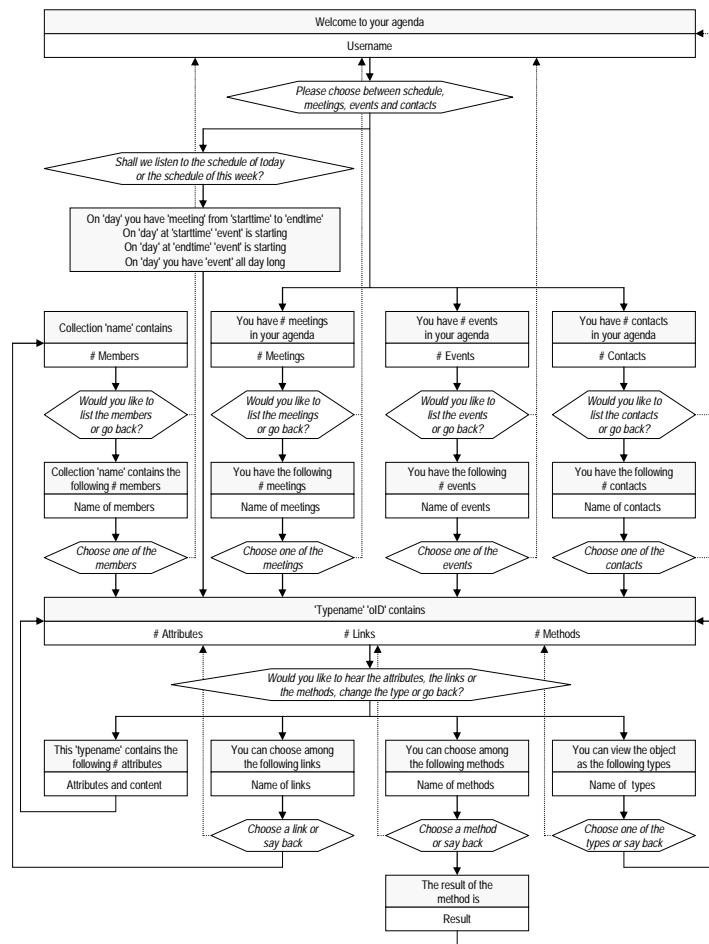 Welcome to your agenda
Username
Please choose between schedule,
meetings, events and contacts
Shall we listen to the schedule of today
or the schedule of this week?
On 'day' you have 'meeting' from 'starttime' to 'endtime'
On 'day' at 'starttime' 'event' is starting
On 'day' at 'endtime' 'event' is starting
On 'day' you have 'event' all day long
Collection 'name' contains
# Members
You have # meetings
in your agenda
# Meetings
You have # events
in your agenda
# Events
You have # contacts
in your agenda
# Contacts
Would you like to
list the members
or go back?
Would you like to
list the meetings
or go back?
Would you like to
list the events
or go back?
Would you like to
list the contacts
or go back?
Collection 'name' contains the
following # members
Name of members
You have the following
# meetings
Name of meetings
You have the following
# events
Name of events
You have the following
# contacts
Name of contacts
Choose one of the
members
Choose one of the
meetings
Choose one of the
events
Choose one of the
contacts
'Typename' 'oID' contains
# Attributes
# Links
# Methods
Would you like to hear the attributes, the links or
the methods, change the type or go back?
This 'typename' contains the
following # attributes
Attributes and content
You can choose among
the following links
Name of links
You can choose among
the following methods
Name of methods
You can view the object
as the following types
Name of types
Choose a link or
say back
Choose a method
or say back
Choose one of the
types or say back
The result of the
method is
Result